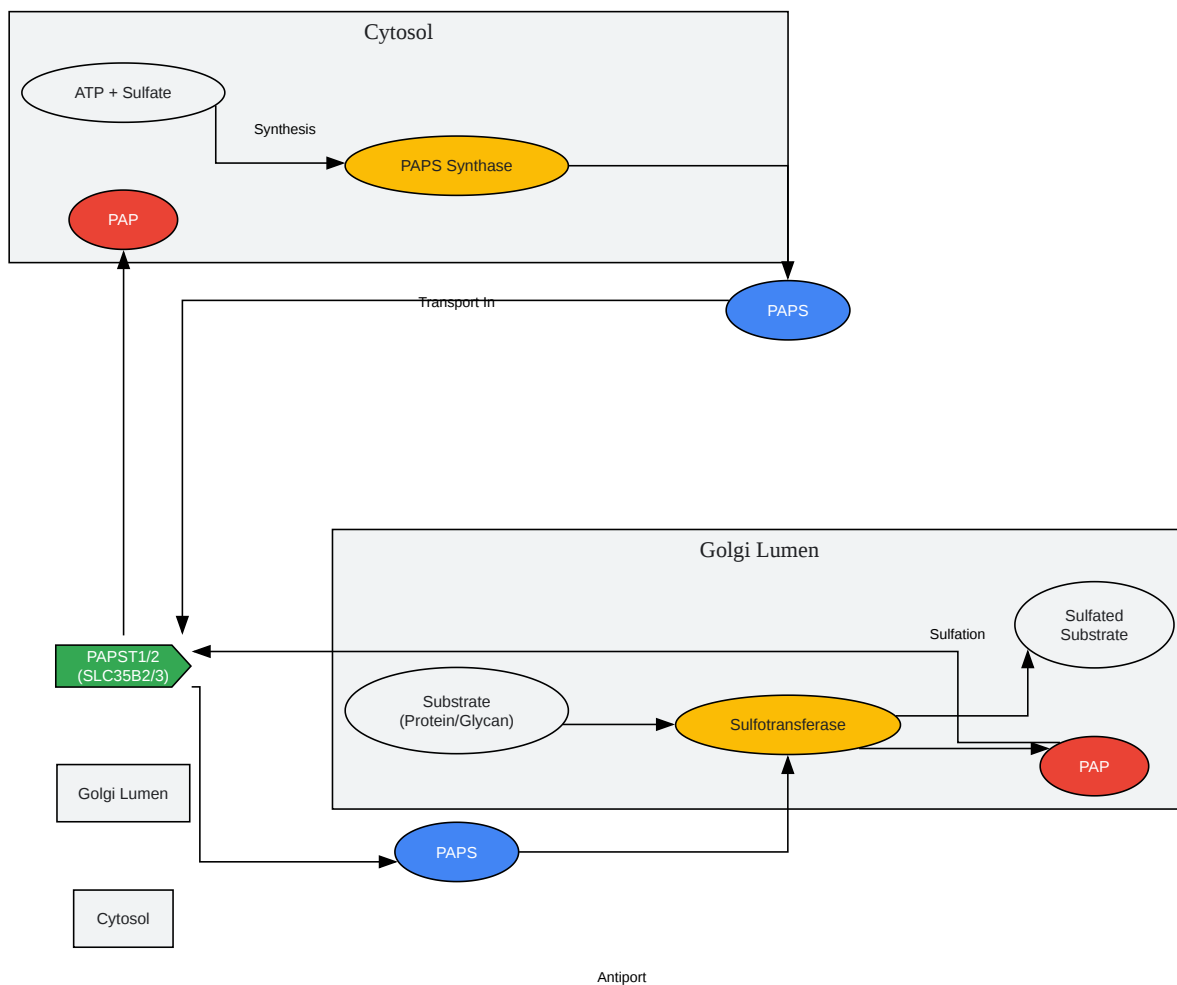 Cytosol
ATP + Sulfate
Synthesis
PAPS Synthase
PAP
Transport In
PAPS
Golgi Lumen
Sulfated
Substrate
Sulfation
PAPST1/2
(SLC35B2/3)
Substrate
(Protein/Glycan)
Sulfotransferase
PAP
Golgi Lumen
PAPS
Cytosol
Antiport